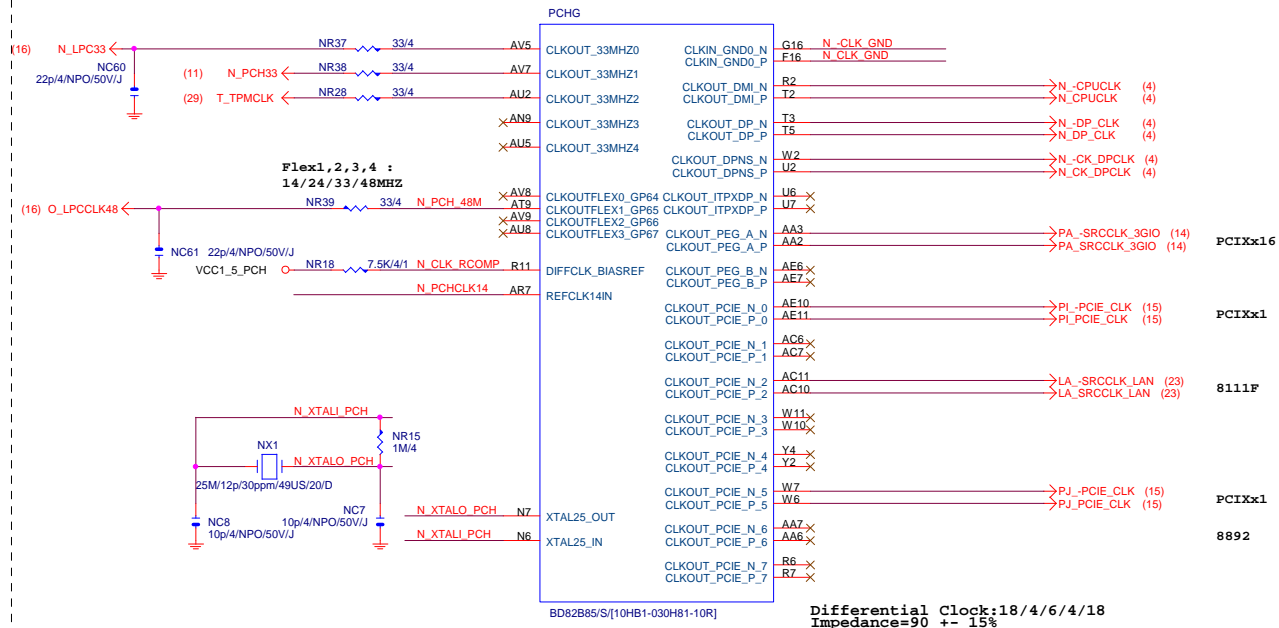 PCHG
(16) N_LPC33 NR37 33/4 AV5 CLKOUT_33MHZ0
NC60
22p/4/NPO/50V/J
(11) N_PCH33 NR38 33/4 AV7 CLKOUT_33MHZ1
(29) T_TPMCLK NR28 33/4 AU2 CLKOUT_33MHZ2
AN9 CLKOUT_33MHZ3
AU5 CLKOUT_33MHZ4
Flex1,2,3,4 :
14/24/33/48MHZ
AV8 CLKOUTFLEX0_GP64
(16) O_LPCCLK48 NR39 33/4 N_PCH_48M AT9 CLKOUTFLEX1_GP65
AV9 CLKOUTFLEX2_GP66
AU8 CLKOUTFLEX3_GP67
NC61 22p/4/NPO/50V/J
VCC1_5_PCH NR18 7.5K/4/1 N_CLK_RCOMP R11 DIFFCLK_BIASREF
N_PCHCLK14 AR7 REFCLK14IN
N_XTALI_PCH
NR15
1M/4
NX1
N_XTALO_PCH
25M/12p/30ppm/49US/20/D
NC8
10p/4/NPO/50V/J
NC7
10p/4/NPO/50V/J
N_XTALO_PCH N7 XTAL25_OUT
N_XTALI_PCH N6 XTAL25_IN
CLKIN_GND0_N G16 N_-CLK_GND
CLKIN_GND0_P F16 N_CLK_GND
CLKOUT_DMI_N R2 N_-CPUCLK (4)
CLKOUT_DMI_P T2 N_CPUCLK (4)
CLKOUT_DP_N T3 N_-DP_CLK (4)
CLKOUT_DP_P T5 N_DP_CLK (4)
CLKOUT_DPNS_N W2 N_-CK_DPCLK (4)
CLKOUT_DPNS_P U2 N_CK_DPCLK (4)
CLKOUT_ITPXDP_N U6
CLKOUT_ITPXDP_P U7
CLKOUT_PEG_A_N AA3 PA_-SRCCLK_3GIO (14)
CLKOUT_PEG_A_P AA2 PA_SRCCLK_3GIO (14)
PCIXx16
CLKOUT_PEG_B_N AE6
CLKOUT_PEG_B_P AE7
CLKOUT_PCIE_N_0 AE10 PI_-PCIE_CLK (15)
CLKOUT_PCIE_P_0 AE11 PI_PCIE_CLK (15)
PCIXx1
CLKOUT_PCIE_N_1 AC6
CLKOUT_PCIE_P_1 AC7
CLKOUT_PCIE_N_2 AC11 LA_-SRCCLK_LAN (23)
CLKOUT_PCIE_P_2 AC10 LA_SRCCLK_LAN (23)
8111F
CLKOUT_PCIE_N_3 W11
CLKOUT_PCIE_P_3 W10
CLKOUT_PCIE_N_4 Y4
CLKOUT_PCIE_P_4 Y2
CLKOUT_PCIE_N_5 W7 PJ_-PCIE_CLK (15)
CLKOUT_PCIE_P_5 W6 PJ_PCIE_CLK (15)
PCIXx1
CLKOUT_PCIE_N_6 AA7
CLKOUT_PCIE_P_6 AA6
8892
CLKOUT_PCIE_N_7 R6
CLKOUT_PCIE_P_7 R7
BD82B85/S/[10HB1-030H81-10R]
Differential Clock:18/4/6/4/18
Impedance=90 +- 15%